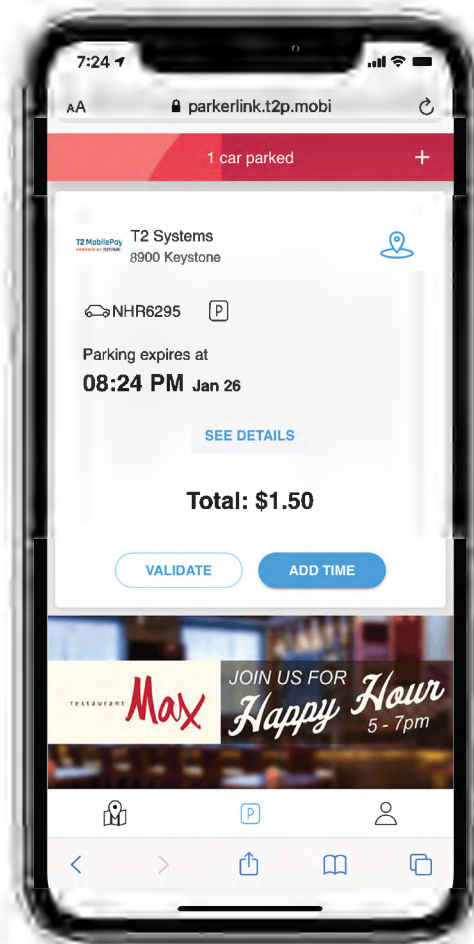 7:24
AA parkerlink.t2p.mobi
1 car parked +
T2 MobilePay T2 Systems
8900 Keystone
NHR6295 P
Parking expires at
08:24 PM Jan 26
SEE DETAILS
Total: $1.50
VALIDATE ADD TIME
restaurant Max JOIN US FOR
Happy Hour
5 - 7pm
P